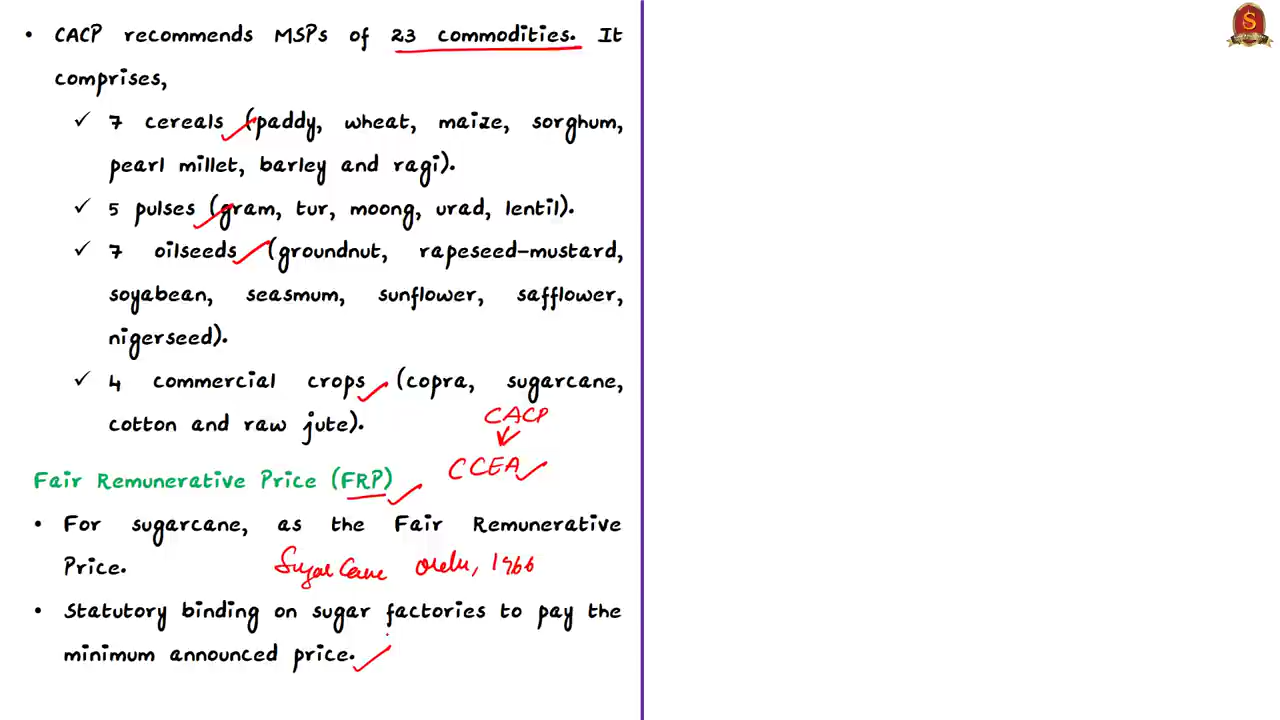 • CACP recommends MSPs of 23 commodities. It
comprises,
✓ 7 cereals (paddy, wheat, maize, sorghum,
pearl millet, barley and ragi).
✓ 5 pulses (gram, tur, moong, urad, lentil).
✓ 7 oilseeds (groundnut, rapeseed-mustard,
soyabean, seasmum, sunflower, safflower,
nigerseed).
✓ 4 commercial crops (copra, sugarcane,
cotton and raw jute).
CACP
CCEA
Fair Remunerative Price (FRP)
• For sugarcane, as the Fair Remunerative
Price.
Sugar Cane Order, 1966
• Statutory binding on sugar factories to pay the
minimum announced price.
S